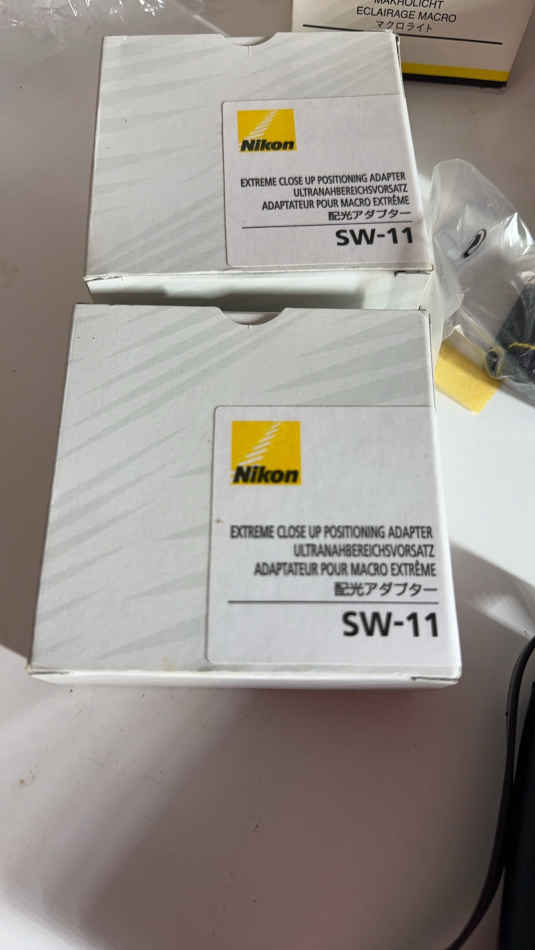 MAKROLICHT
ECLAIRAGE MACRO
マクロライト
Nikon
EXTREME CLOSE UP POSITIONING ADAPTER
ULTRANAHBEREICHSVORSATZ
ADAPTATEUR POUR MACRO EXTRÊME
配光アダプター
SW-11
Nikon
EXTREME CLOSE UP POSITIONING ADAPTER
ULTRANAHBEREICHSVORSATZ
ADAPTATEUR POUR MACRO EXTRÊME
配光アダプター
SW-11